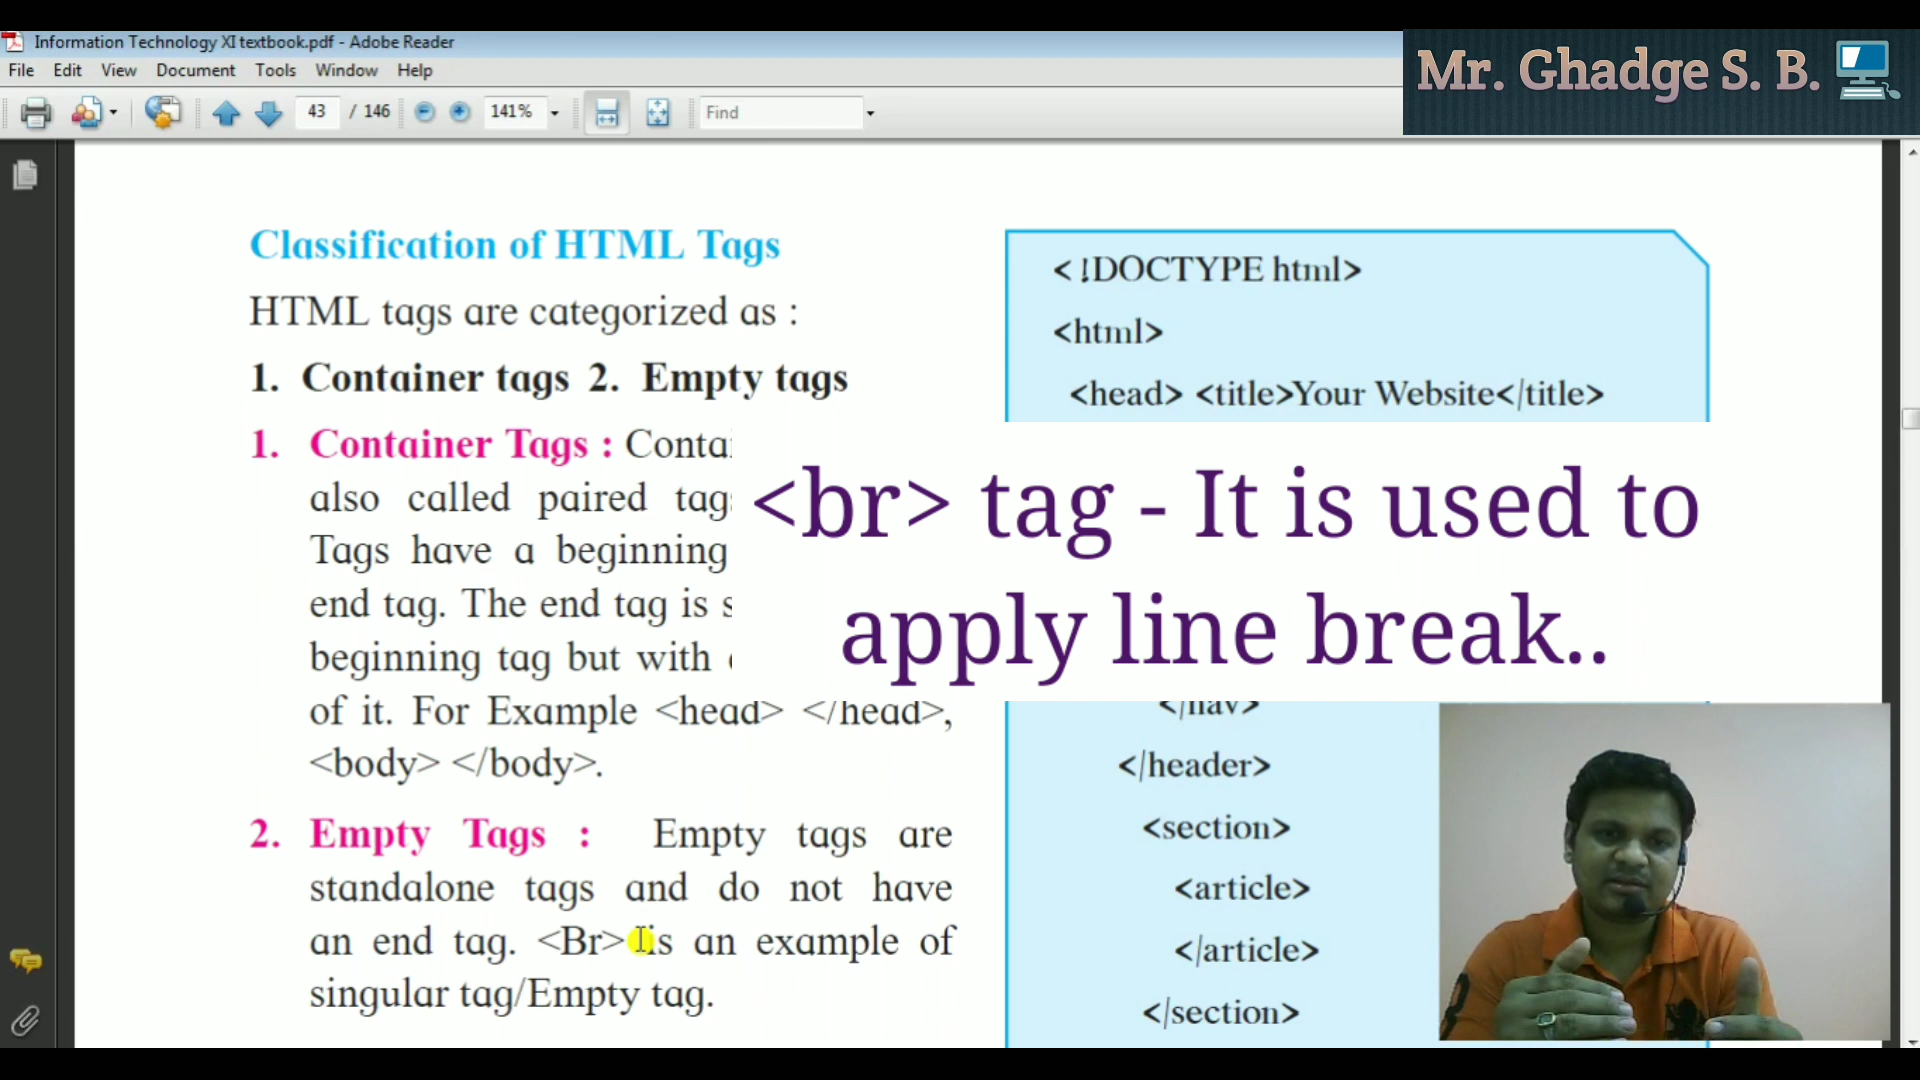 Information Technology XI textbook.pdf - Adobe Reader
File Edit View Document Tools Window Help
Mr. Ghadge S. B.
43 / 146 141% Find
Classification of HTML Tags
HTML tags are categorized as :
1. Container tags 2. Empty tags
1. Container Tags :
also called paired
Tags have a beginning
end tag. The end tag is
beginning tag but with
of it. For Example <head> </head>,
<body> </body>.
2. Empty Tags : Empty tags are
standalone tags and do not have
an end tag. <Br> is an example of
singular tag/Empty tag.
<!DOCTYPE html>
<html>
<head> <title>Your Website</title>
<br> tag - It is used to
apply line break..
</nav>
</header>
<section>
<article>
</article>
</section>